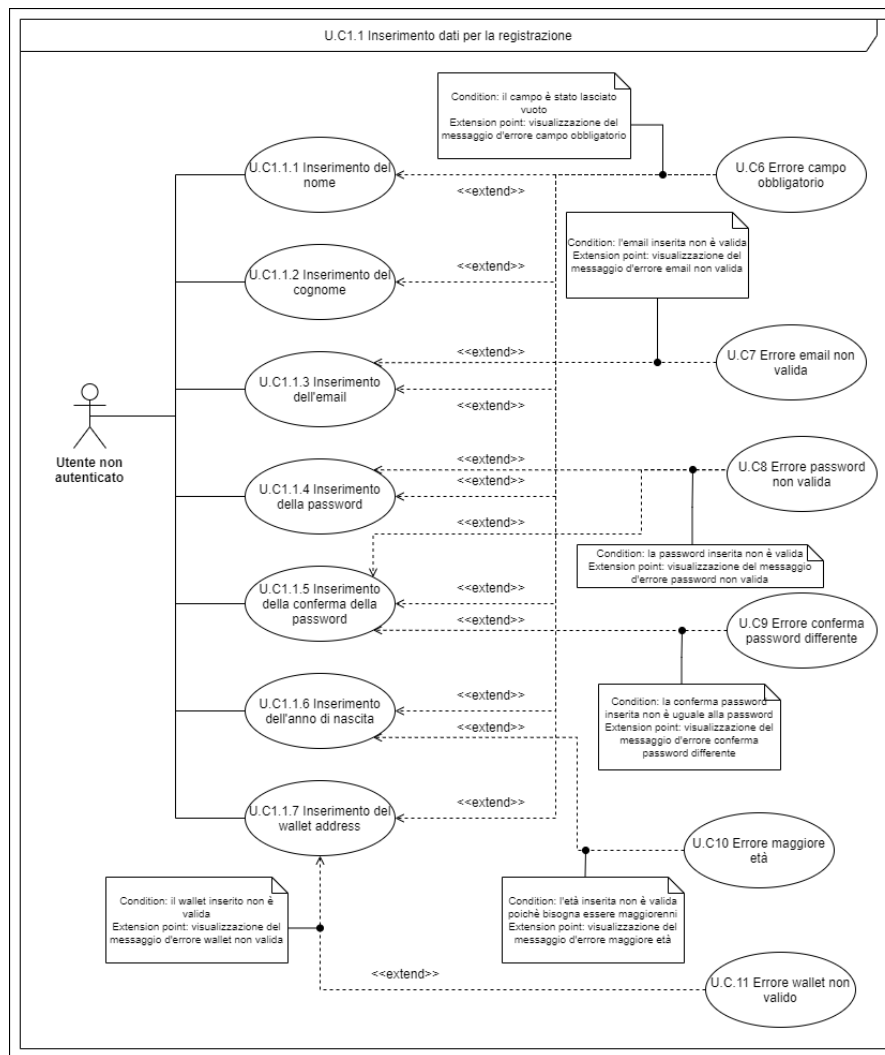 U.C1.1 Inserimento dati per la registrazione
Condition: il campo è stato lasciato
vuoto
Extension point: visualizzazione del
messaggio d'errore campo obbligatorio
U.C1.1.1 Inserimento del
nome
<<extend>>
U.C6 Errore campo
obbligatorio
Condition: l'email inserita non è valida
Extension point: visualizzazione del
messaggio d'errore email non valida
U.C1.1.2 Inserimento del
cognome
<<extend>>
<<extend>>
U.C7 Errore email non
valida
U.C1.1.3 Inserimento
dell'email
<<extend>>
Utente non
autenticato
<<extend>>
U.C8 Errore password
non valida
U.C1.1.4 Inserimento
della password
<<extend>>
<<extend>>
Condition: la password inserita non è valida
Extension point: visualizzazione del messaggio
d'errore password non valida
U.C1.1.5 Inserimento
della conferma della
password
<<extend>>
<<extend>>
U.C9 Errore conferma
password differente
Condition: la conferma password
inserita non è uguale alla password
Extension point: visualizzazione del
messaggio d'errore conferma
password differente
U.C1.1.6 Inserimento
dell'anno di nascita
<<extend>>
<<extend>>
U.C1.1.7 Inserimento del
wallet address
<<extend>>
U.C10 Errore maggiore
età
Condition: il wallet inserito non è
valida
Extension point: visualizzazione del
messaggio d'errore wallet non valida
Condition: l'età inserita non è valida
poichè bisogna essere maggiorenni
Extension point: visualizzazione del
messaggio d'errore maggiore età
<<extend>>
U.C.11 Errore wallet non
valido